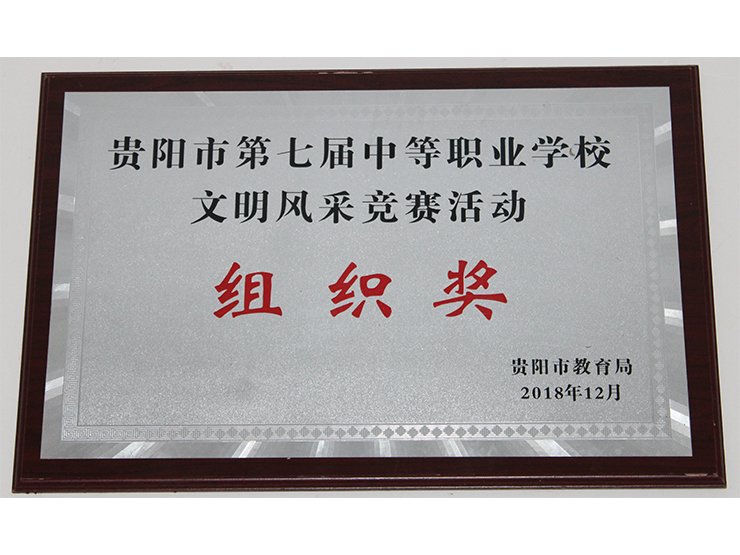 贵阳市第七届中等职业学校
文明风采竞赛活动
组织奖
贵阳市教育局
2018年12月